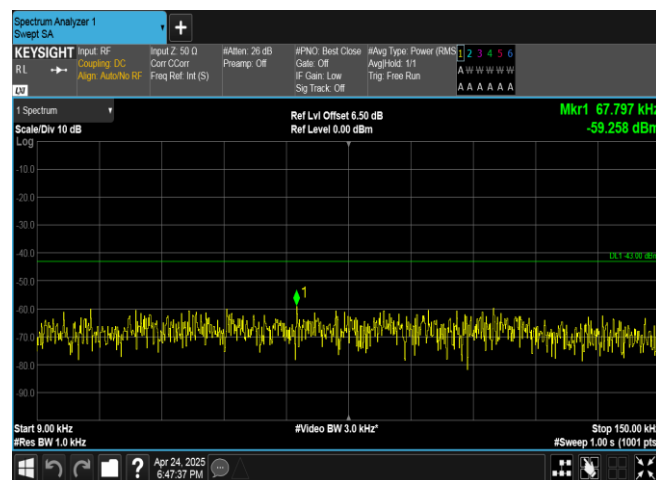 Spectrum Analyzer 1
Swept SA
+
KEYSIGHT
RL
LXI
Input: RF
Coupling: DC
Align: Auto/No RF
Input Z: 50 Ω
Corr CCorr
Freq Ref: Int (S)
#Atten: 26 dB
Preamp: Off
#PNO: Best Close
Gate: Off
IF Gain: Low
Sig Track: Off
#Avg Type: Power (RMS
Avg|Hold: 1/1
Trig: Free Run
1 2 3 4 5 6
A W W W W W
A A A A A A
1 Spectrum
Scale/Div 10 dB
Log
Ref Lvl Offset 6.50 dB
Ref Level 0.00 dBm
Mkr1 67.797 kHz
-59.258 dBm
-10.0
-20.0
-30.0
-40.0
DL1 -43.00 dBm
-50.0
1
-60.0
-70.0
-80.0
-90.0
Start 9.00 kHz
#Res BW 1.0 kHz
#Video BW 3.0 kHz*
Stop 150.00 kHz
#Sweep 1.00 s (1001 pts
?
Apr 24, 2025
6:47:37 PM